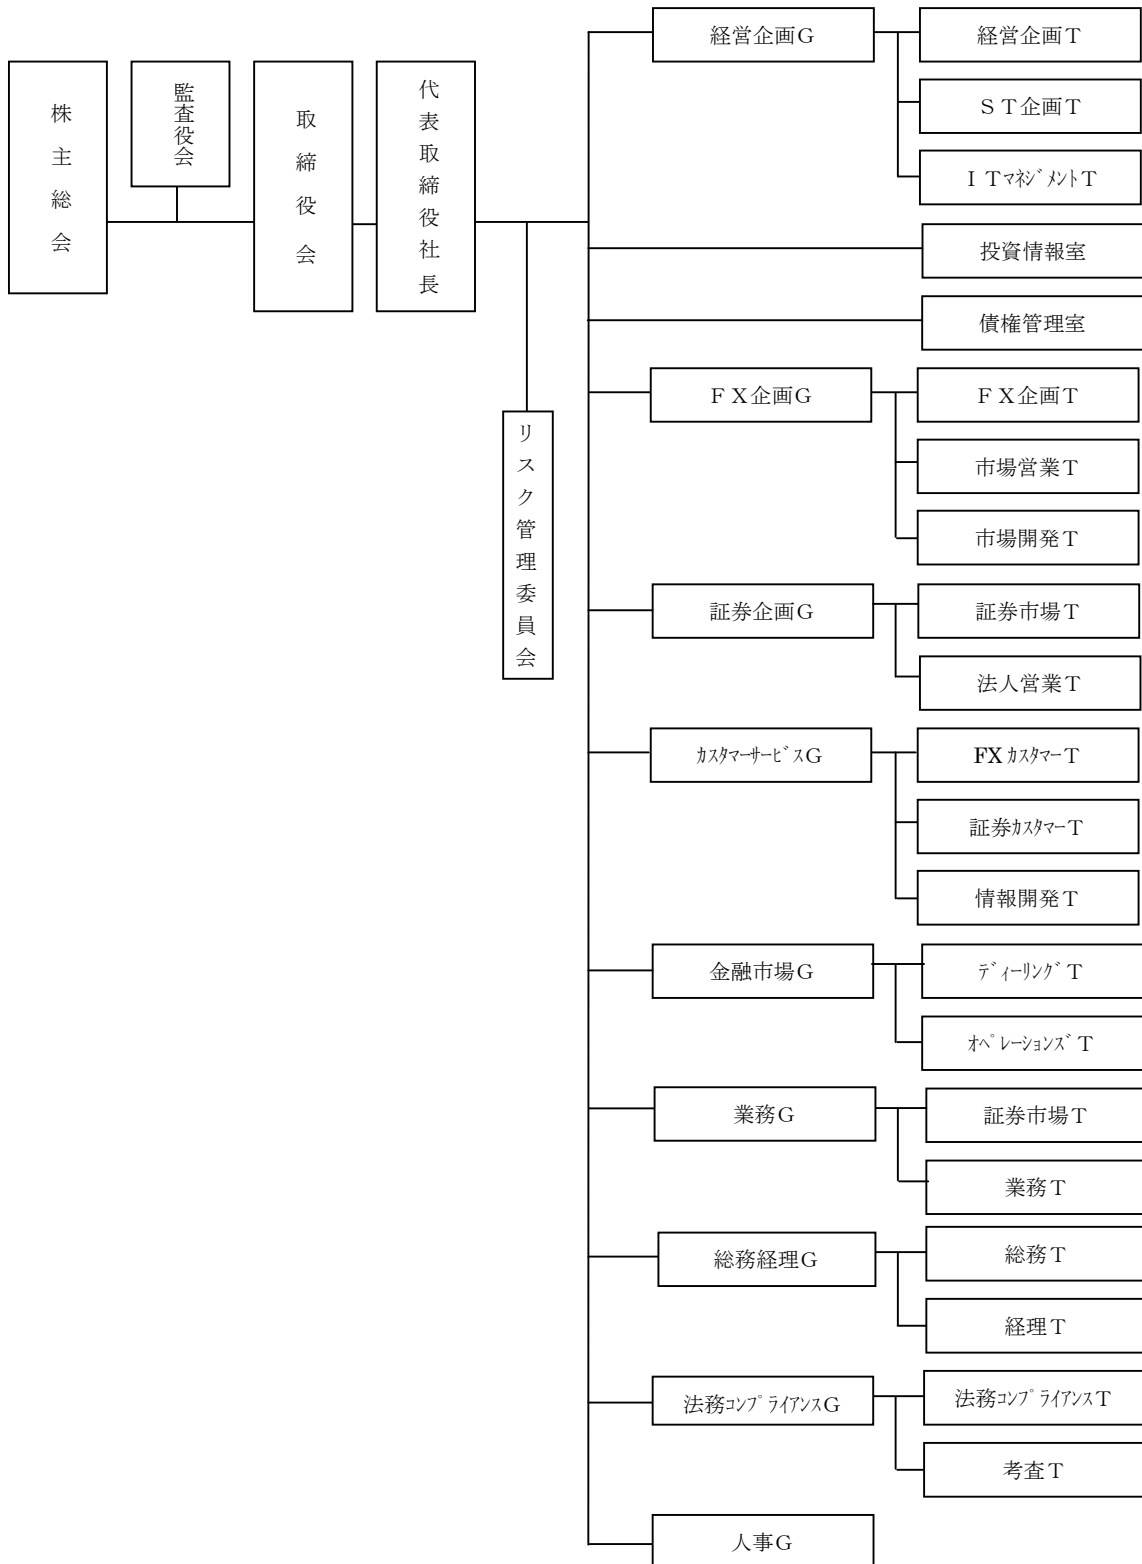 株主総会
監査役会
取締役会
代表取締役社長
リスク管理委員会
経営企画G
経営企画T
ST企画T
ITマネジメントT
投資情報室
債権管理室
FX企画G
FX企画T
市場営業T
市場開発T
証券企画G
証券市場T
法人営業T
カスタマーサービスG
FXカスタマーT
証券カスタマーT
情報開発T
金融市場G
ディーリングT
オペレーションズT
業務G
証券市場T
業務T
総務経理G
総務T
経理T
法務コンプライアンスG
法務コンプライアンスT
考査T
人事G